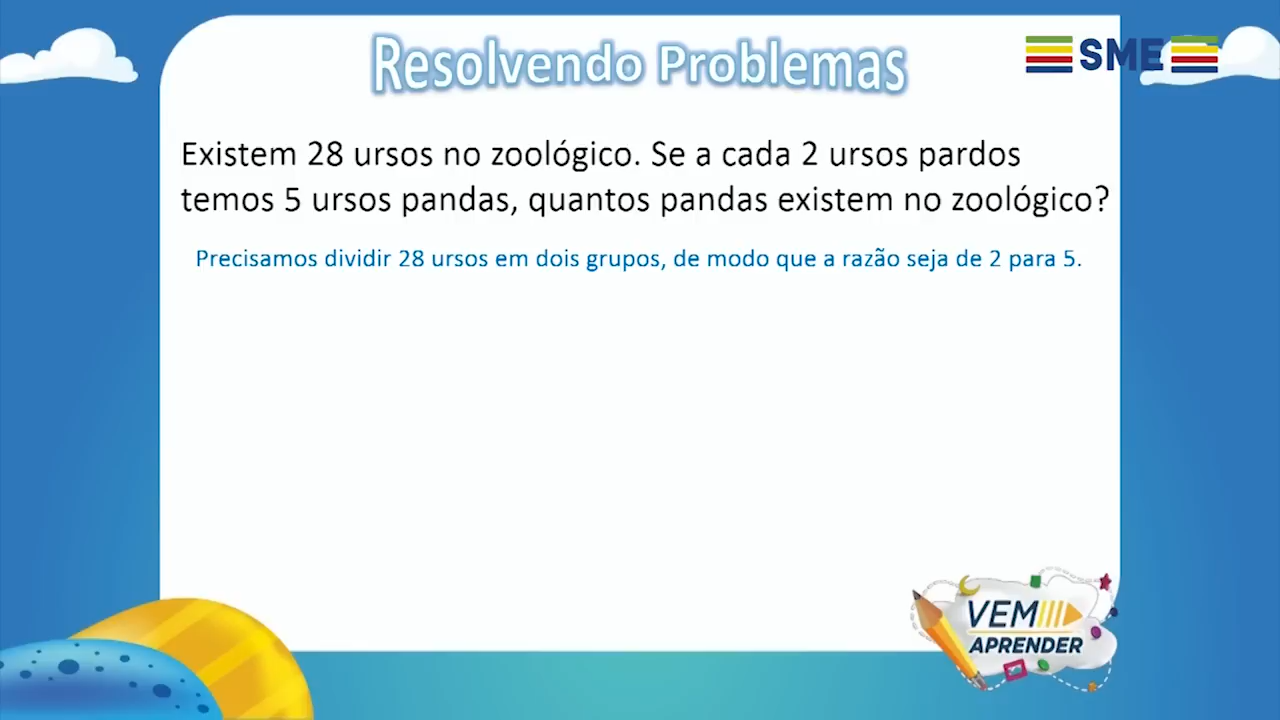 Resolvendo Problemas
SME
Existem 28 ursos no zoológico. Se a cada 2 ursos pardos
temos 5 ursos pandas, quantos pandas existem no zoológico?
Precisamos dividir 28 ursos em dois grupos, de modo que a razão seja de 2 para 5.
VEM
APRENDER